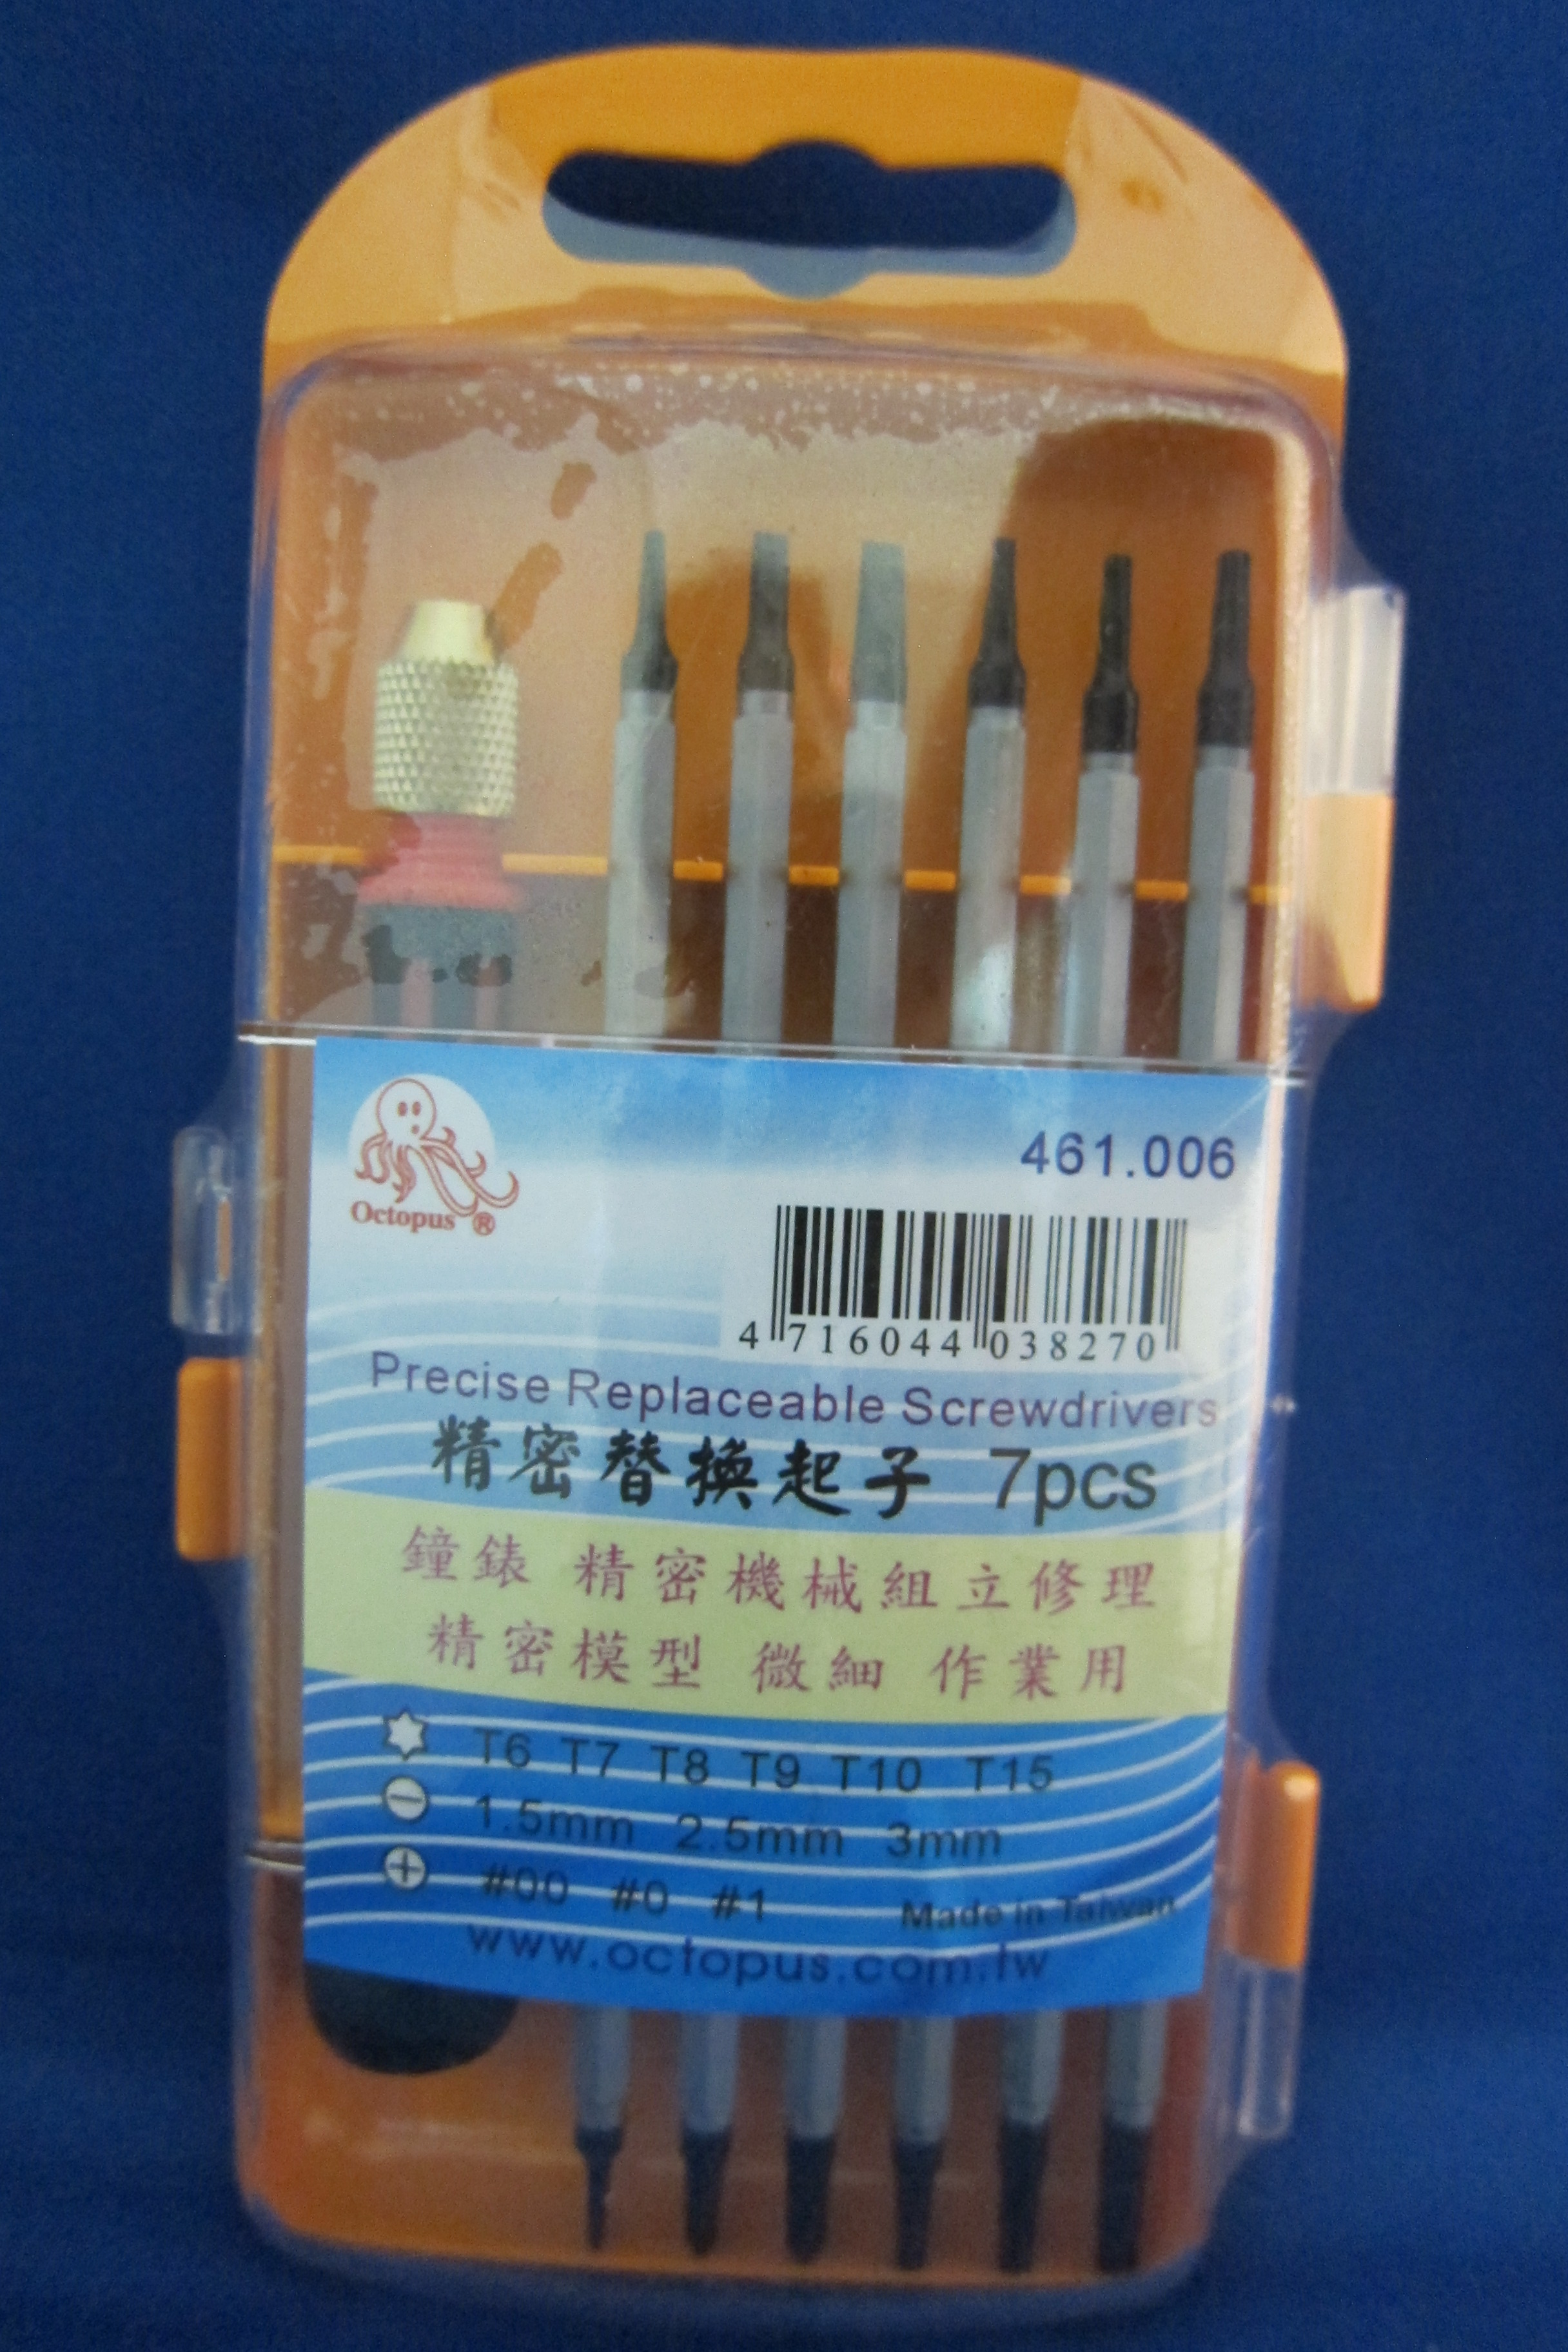 Octopus®
461.006
4 716044 038270
Precise Replaceable Screwdrivers
精密替換起子 7pcs
鐘錶 精密機械組立修理
精密模型 微細 作業用
T6 T7 T8 T9 T10 T15
1.5mm 2.5mm 3mm
#00 #0 #1
Made in Taiwan
www.octopus.com.tw